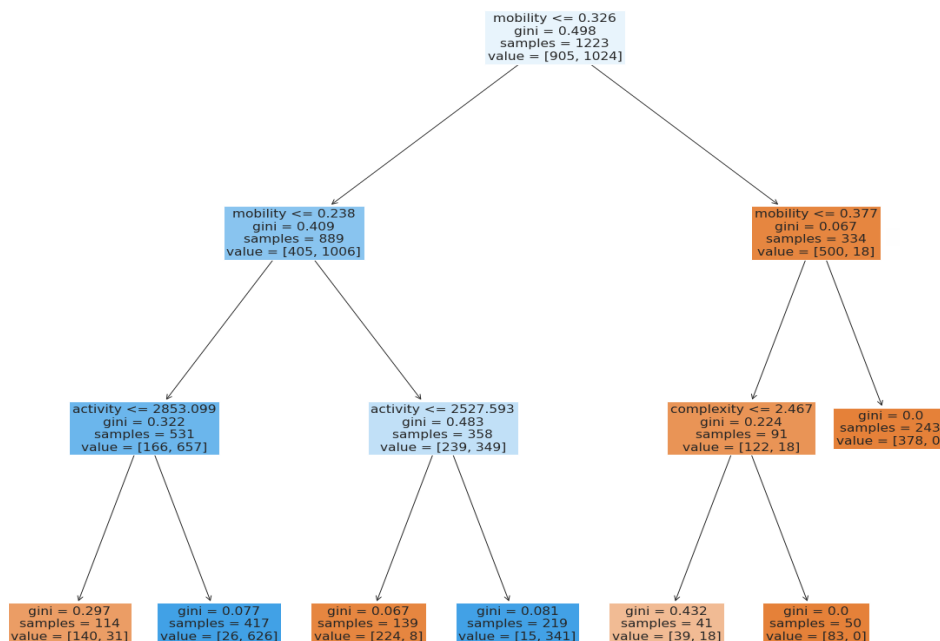 mobility <= 0.326
gini = 0.498
samples = 1223
value = [905, 1024]
mobility <= 0.238
gini = 0.409
samples = 889
value = [405, 1006]
mobility <= 0.377
gini = 0.067
samples = 334
value = [500, 18]
activity <= 2853.099
gini = 0.322
samples = 531
value = [166, 657]
activity <= 2527.593
gini = 0.483
samples = 358
value = [239, 349]
complexity <= 2.467
gini = 0.224
samples = 91
value = [122, 18]
gini = 0.0
samples = 243
value = [378, 0]
gini = 0.297
samples = 114
value = [140, 31]
gini = 0.077
samples = 417
value = [26, 626]
gini = 0.067
samples = 139
value = [224, 8]
gini = 0.081
samples = 219
value = [15, 341]
gini = 0.432
samples = 41
value = [39, 18]
gini = 0.0
samples = 50
value = [83, 0]